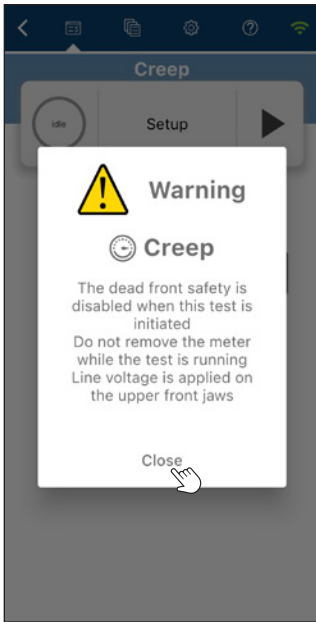 Creep
idle
Setup
Warning
Creep
The dead front safety is
disabled when this test is
initiated
Do not remove the meter
while the test is running
Line voltage is applied on
the upper front jaws
Close